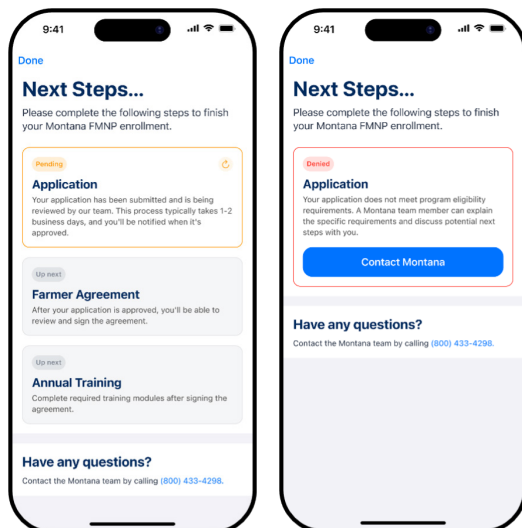 9:41
Done
Next Steps...
Please complete the following steps to finish
your Montana FMNP enrollment.
Pending
Application
Your application has been submitted and is being
reviewed by our team. This process typically takes 1-2
business days, and you'll be notified when it's
approved.
Up next
Farmer Agreement
After your application is approved, you'll be able to
review and sign the agreement.
Up next
Annual Training
Complete required training modules after signing the
agreement.
Have any questions?
Contact the Montana team by calling (800) 433-4298.
9:41
Done
Next Steps...
Please complete the following steps to finish
your Montana FMNP enrollment.
Denied
Application
Your application does not meet program eligibility
requirements. A Montana team member can explain
the specific requirements and discuss potential next
steps with you.
Contact Montana
Have any questions?
Contact the Montana team by calling (800) 433-4298.